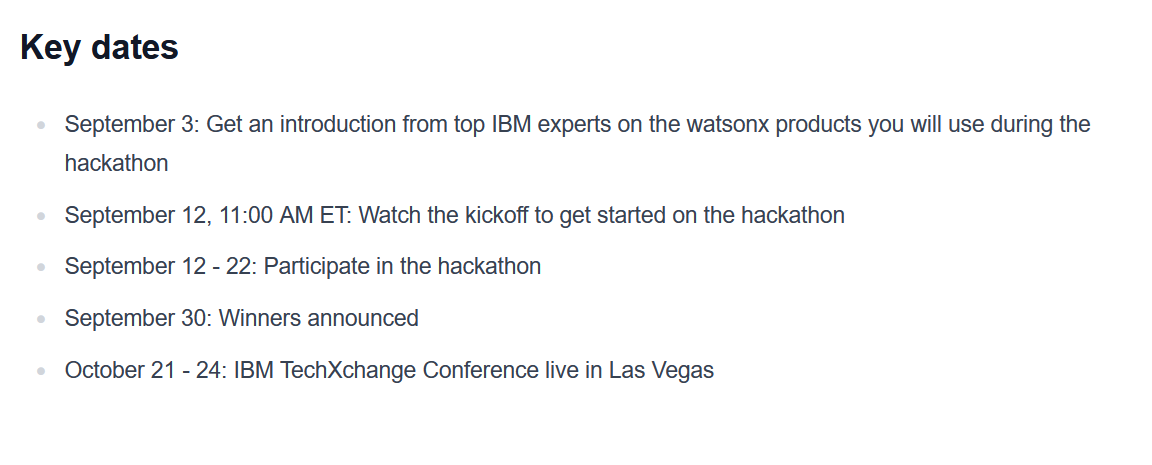 Key dates
September 3: Get an introduction from top IBM experts on the watsonx products you will use during the
hackathon
September 12, 11:00 AM ET: Watch the kickoff to get started on the hackathon
September 12 - 22: Participate in the hackathon
September 30: Winners announced
October 21 - 24: IBM TechXchange Conference live in Las Vegas